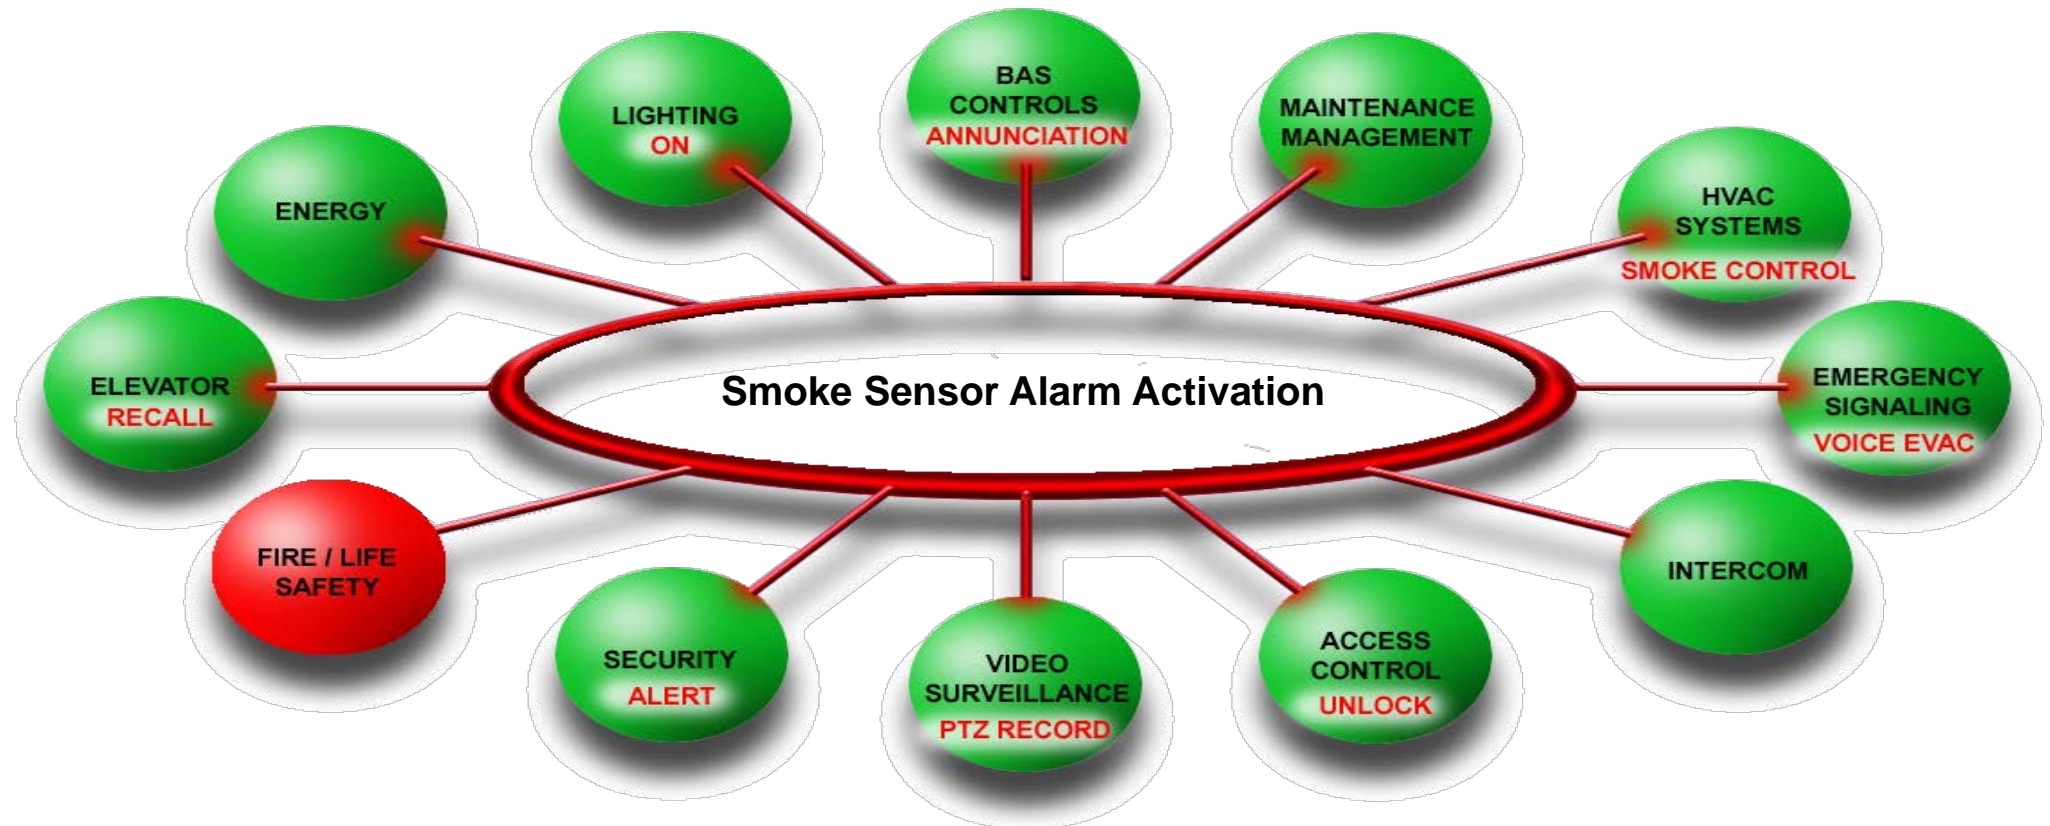 BAS
CONTROLS
ANNUNCIATION
LIGHTING
ON
MAINTENANCE
MANAGEMENT
ENERGY
HVAC
SYSTEMS
SMOKE CONTROL
ELEVATOR
RECALL
Smoke Sensor Alarm Activation
EMERGENCY
SIGNALING
VOICE EVAC
FIRE / LIFE
SAFETY
INTERCOM
SECURITY
ALERT
VIDEO
SURVEILLANCE
PTZ RECORD
ACCESS
CONTROL
UNLOCK